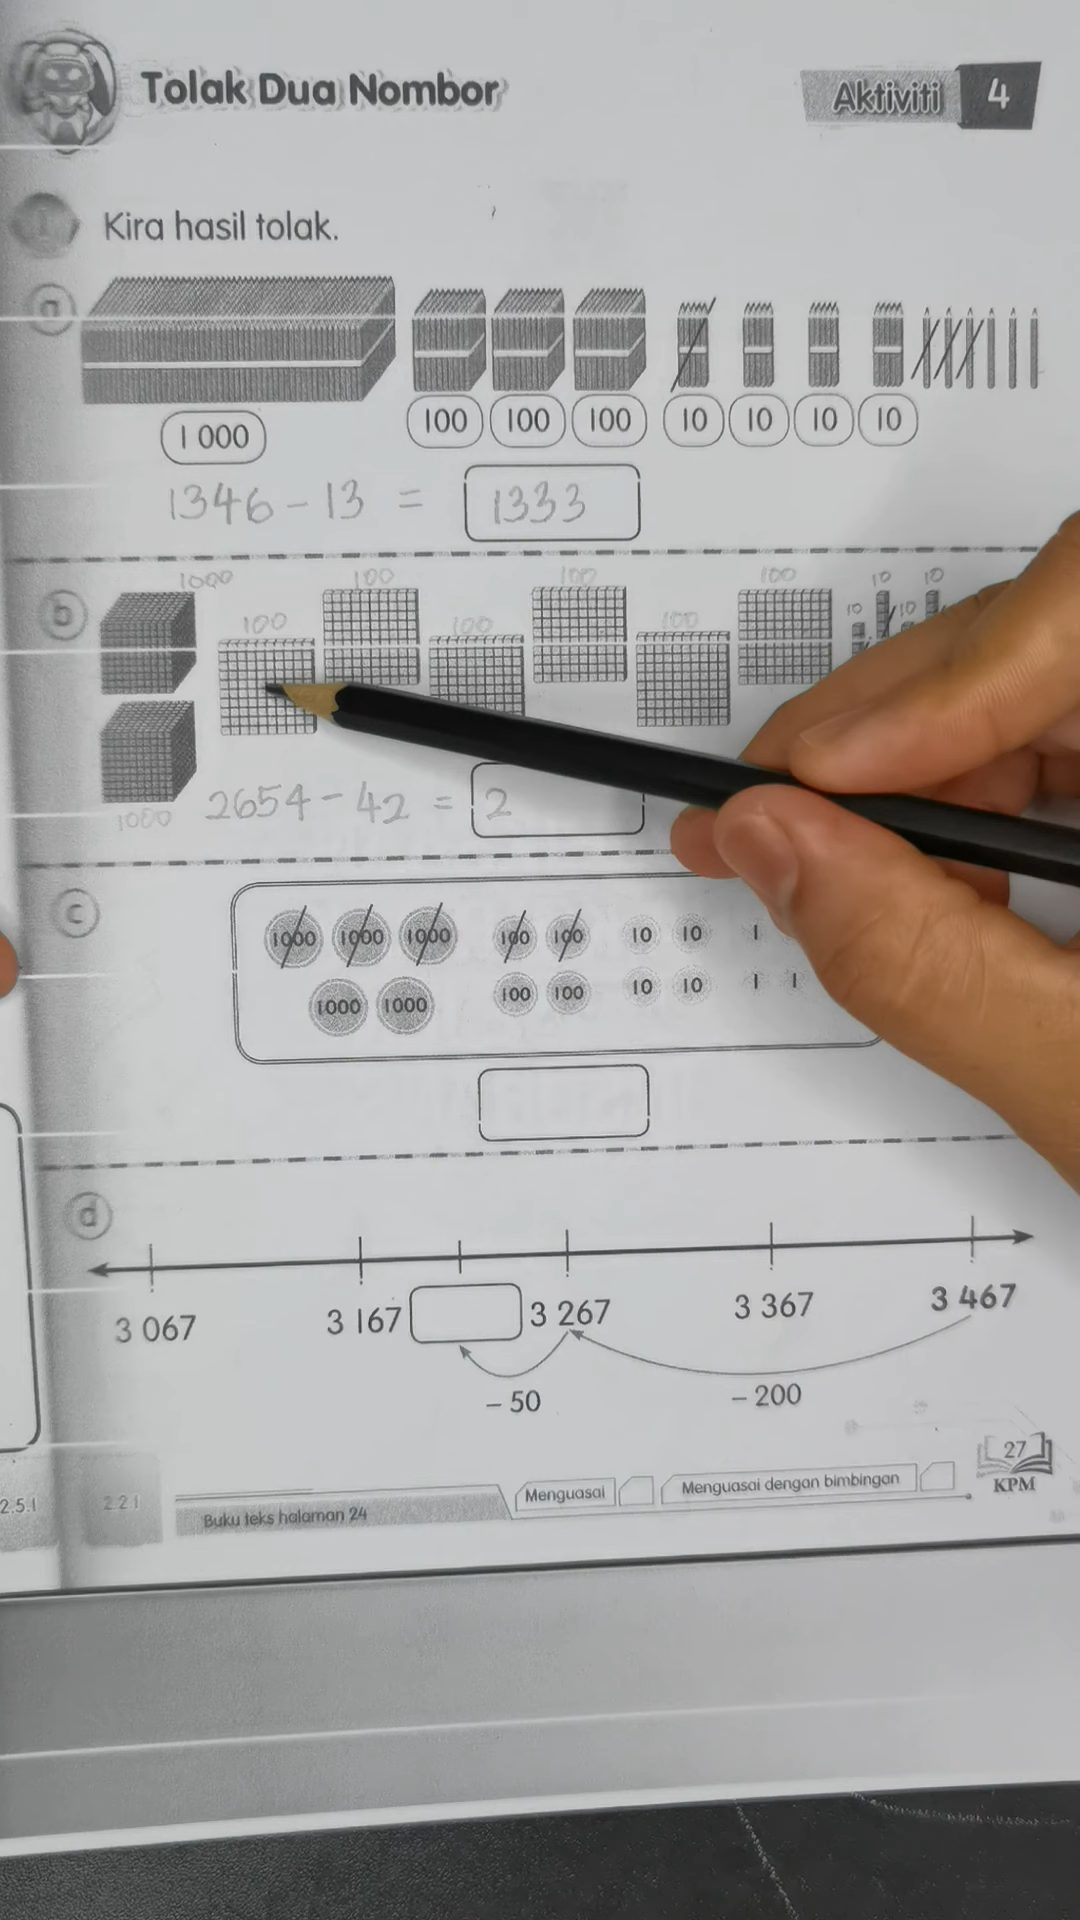 Tolak Dua Nombor
Aktiviti 4
1 Kira hasil tolak.
a
1 000 100 100 100 10 10 10 10
1346 - 13 = 1333
b
1000 100 100 100 100 100 100 10 10 10 10
1000
2654 - 42 = 2
c
1000 1000 1000 100 100 10 10 1
1000 1000 100 100 10 10 1 1
d
3 067 3 167 3 267 3 367 3 467
- 50 - 200
27
KPM
Menguasai Menguasai dengan bimbingan
2.5.1 2.2.1 Buku teks halaman 24